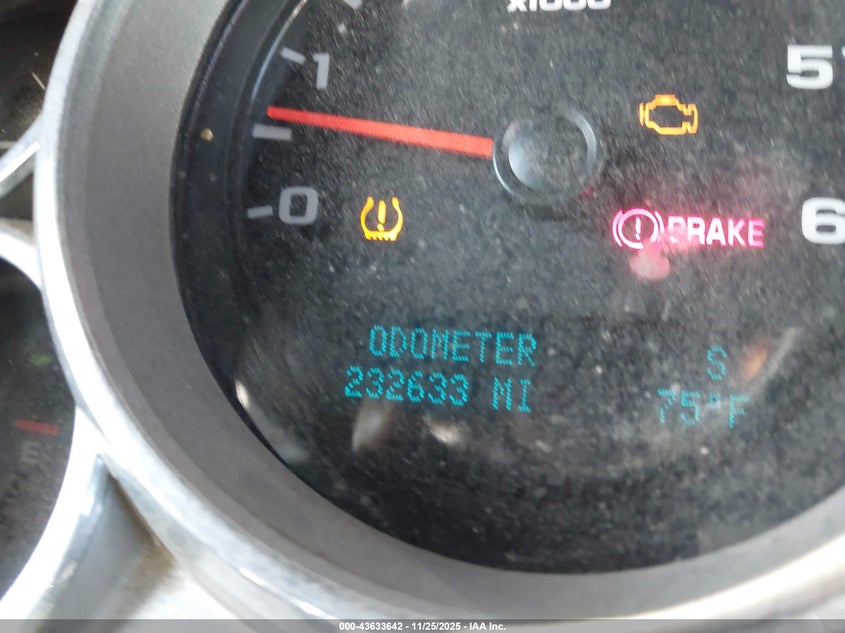 x1000
1
5
0
6
BRAKE
ODOMETER
S
232633 MI
75°F
E
000-43633642 - 11/25/2025 - IAA Inc.